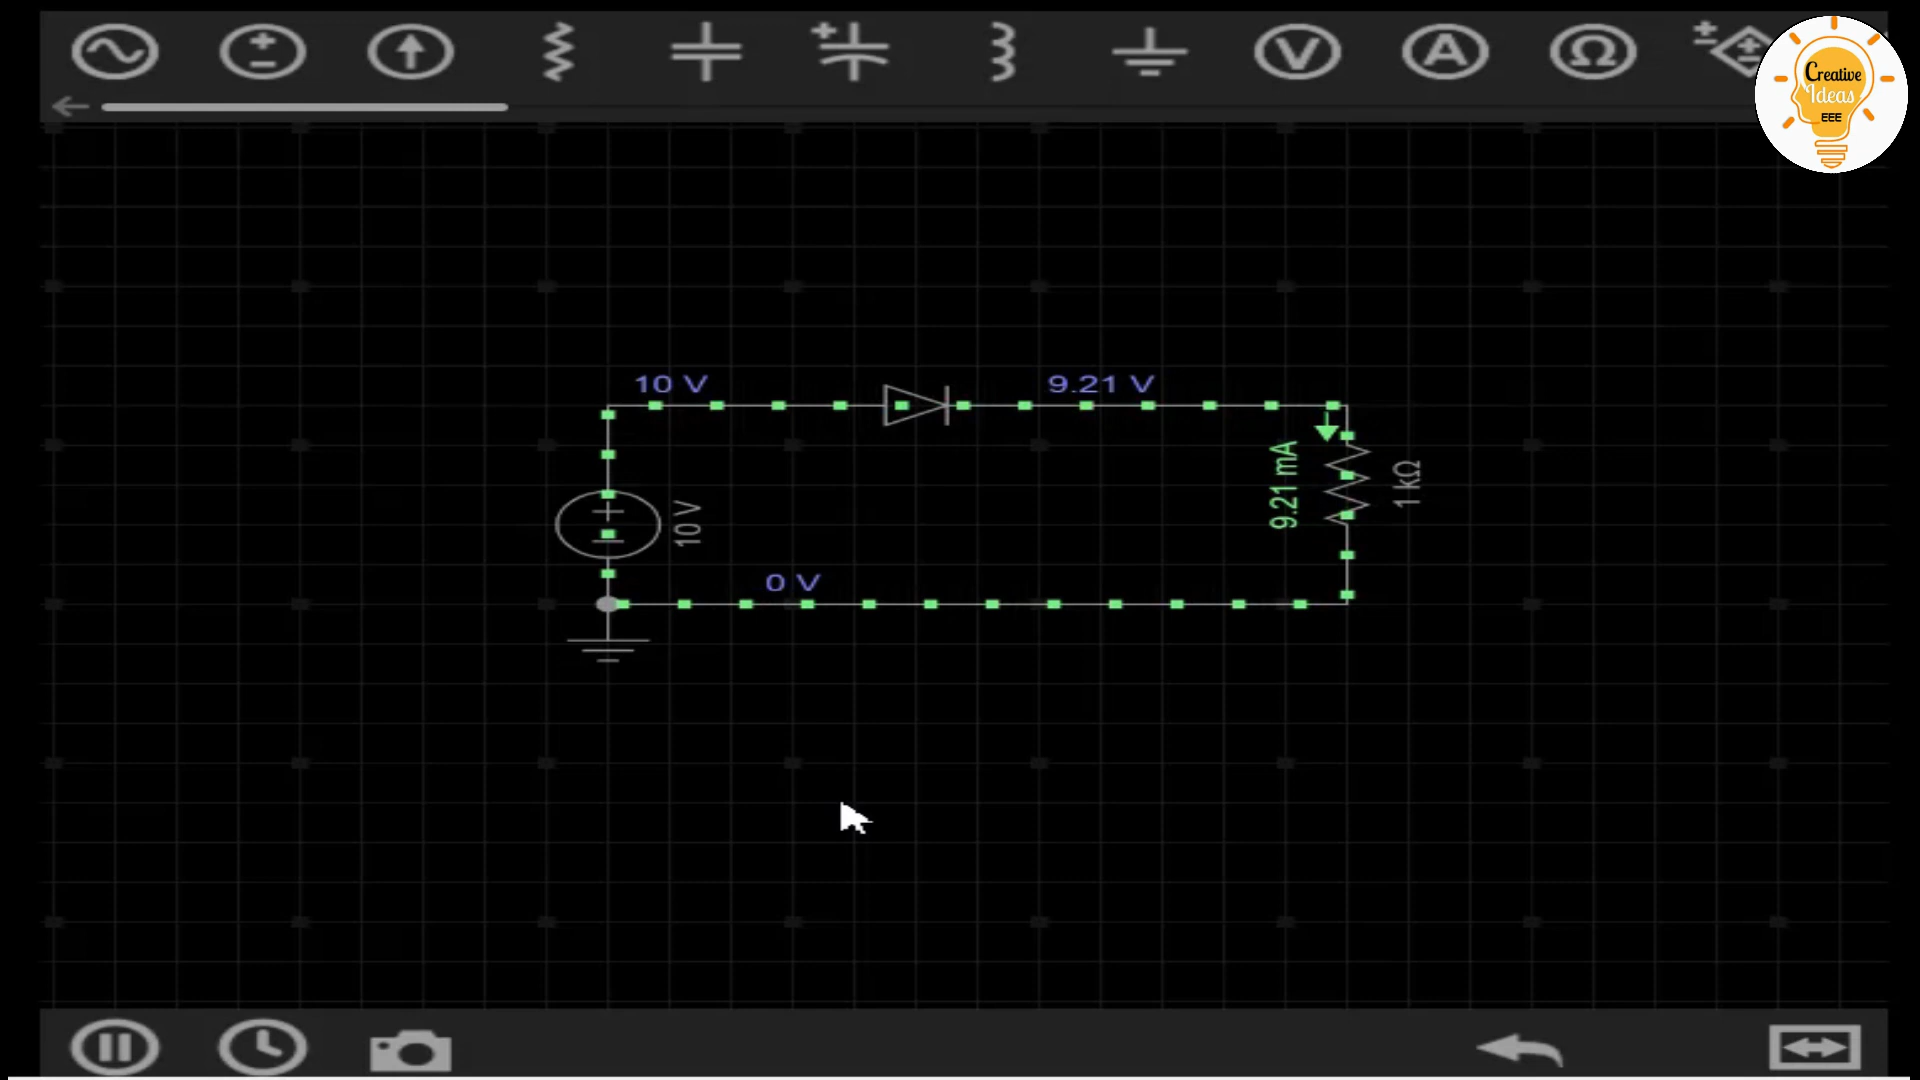 V
A
Ω
Creative
Ideas
EEE
10 V
9.21 V
9.21 mA
1 kΩ
10 V
0 V